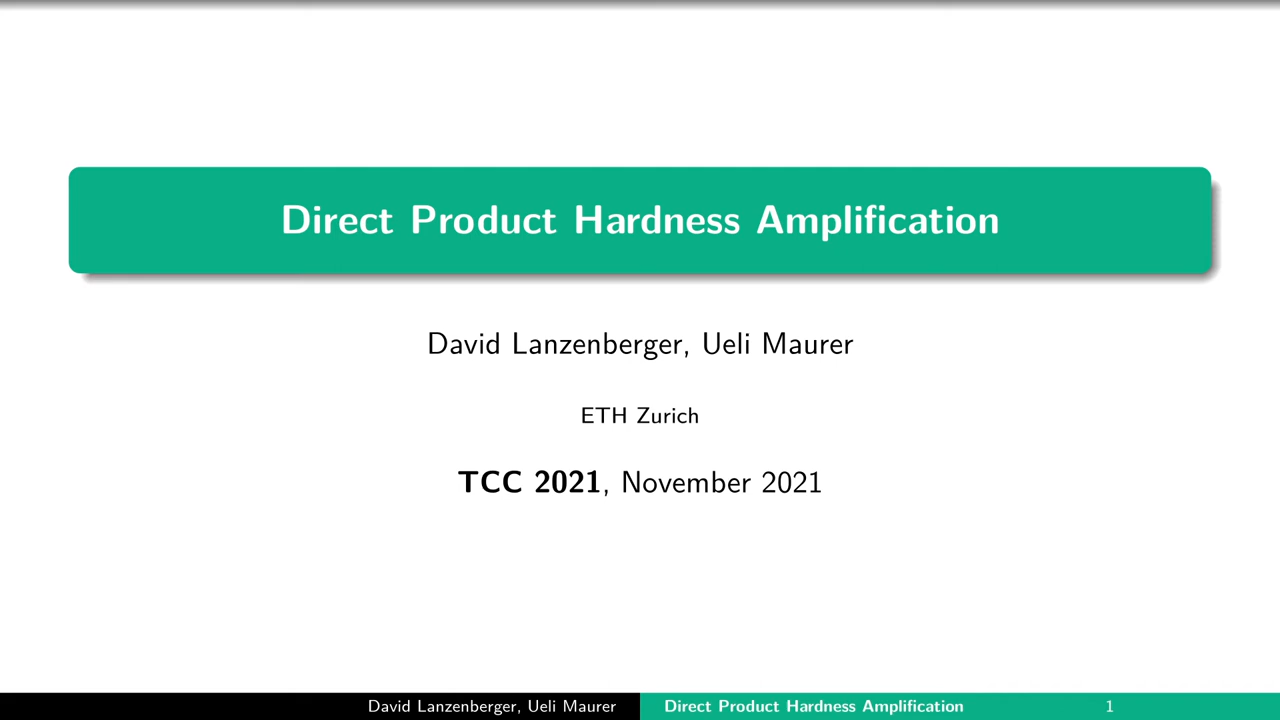 Direct Product Hardness Amplification
David Lanzenberger, Ueli Maurer
ETH Zurich
TCC 2021, November 2021
David Lanzenberger, Ueli Maurer
Direct Product Hardness Amplification
1